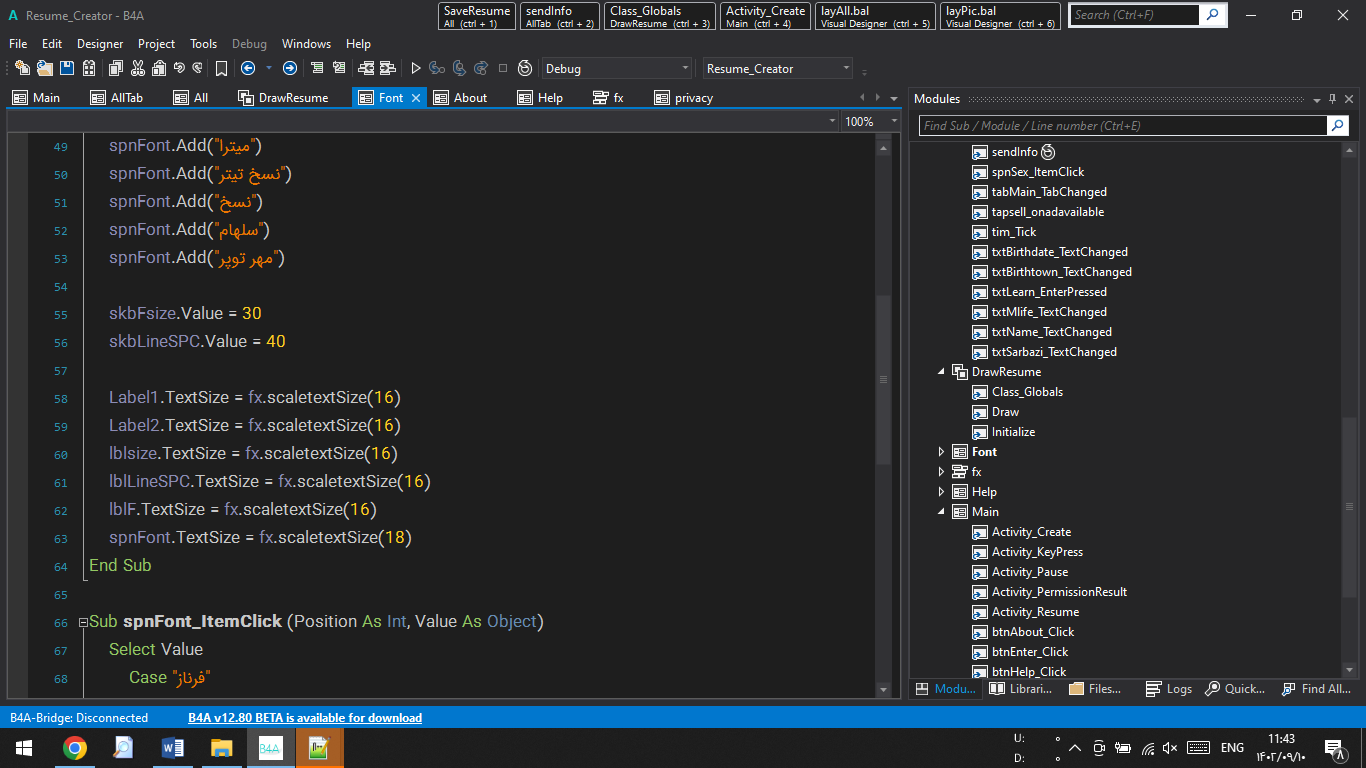 Resume_Creator - B4A
SaveResume
All (ctrl + 1)
sendInfo
AllTab (ctrl + 2)
Class_Globals
DrawResume (ctrl + 3)
Activity_Create
Main (ctrl + 4)
layAll.bal
Visual Designer (ctrl + 5)
layPic.bal
Visual Designer (ctrl + 6)
Search (Ctrl+F)
File Edit Designer Project Tools Debug Windows Help
Debug
Resume_Creator
Main AllTab All DrawResume Font About Help fx privacy
100%
49 spnFont.Add("میترا")
50 spnFont.Add("نسخ تیتر")
51 spnFont.Add("نسخ")
52 spnFont.Add("سلهام")
53 spnFont.Add("مهر توپر")
54
55 skbFsize.Value = 30
56 skbLineSPC.Value = 40
57
58 Label1.TextSize = fx.scaletextSize(16)
59 Label2.TextSize = fx.scaletextSize(16)
60 lblsize.TextSize = fx.scaletextSize(16)
61 lblLineSPC.TextSize = fx.scaletextSize(16)
62 lblF.TextSize = fx.scaletextSize(16)
63 spnFont.TextSize = fx.scaletextSize(18)
64 End Sub
65
66 Sub spnFont_ItemClick (Position As Int, Value As Object)
67 Select Value
68 Case "فرناز"
Modules
Find Sub / Module / Line number (Ctrl+E)
sendInfo
spnSex_ItemClick
tabMain_TabChanged
tapsell_onadavailable
tim_Tick
txtBirthdate_TextChanged
txtBirthtown_TextChanged
txtLearn_EnterPressed
txtMlife_TextChanged
txtName_TextChanged
txtSarbazi_TextChanged
DrawResume
Class_Globals
Draw
Initialize
Font
fx
Help
Main
Activity_Create
Activity_KeyPress
Activity_Pause
Activity_PermissionResult
Activity_Resume
btnAbout_Click
btnEnter_Click
btnHelp_Click
Modu... Librari... Files... Logs Quick... Find All...
B4A-Bridge: Disconnected
B4A v12.80 BETA is available for download
B4A
U:
D:
ENG
11:43
۱۴۰۲/۰۹/۱۰
۸